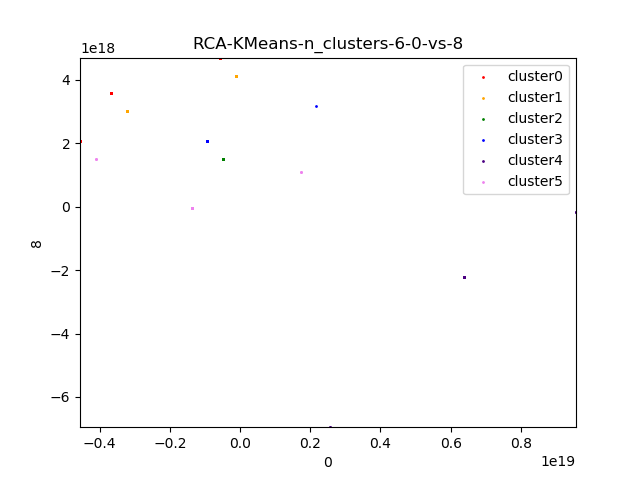 RCA-KMeans-n_clusters-6-0-vs-8
1e18
4
2
0
−2
−4
−6
8
cluster0
cluster1
cluster2
cluster3
cluster4
cluster5
−0.4 −0.2 0.0 0.2 0.4 0.6 0.8
1e19
0